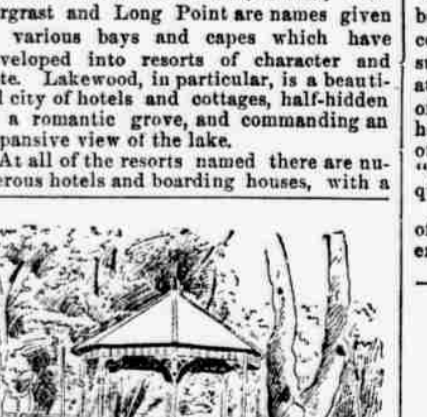 rgrast and Long Point are names given
various bays and capes which have
veloped into resorts of character and
te. Lakewood, in particular, is a beauti-
l city of hotels and cottages, half-hidden
a romantic grove, and commanding an
pansive view of the lake.
At all of the resorts named there are nu-
erous hotels and boarding houses, with a